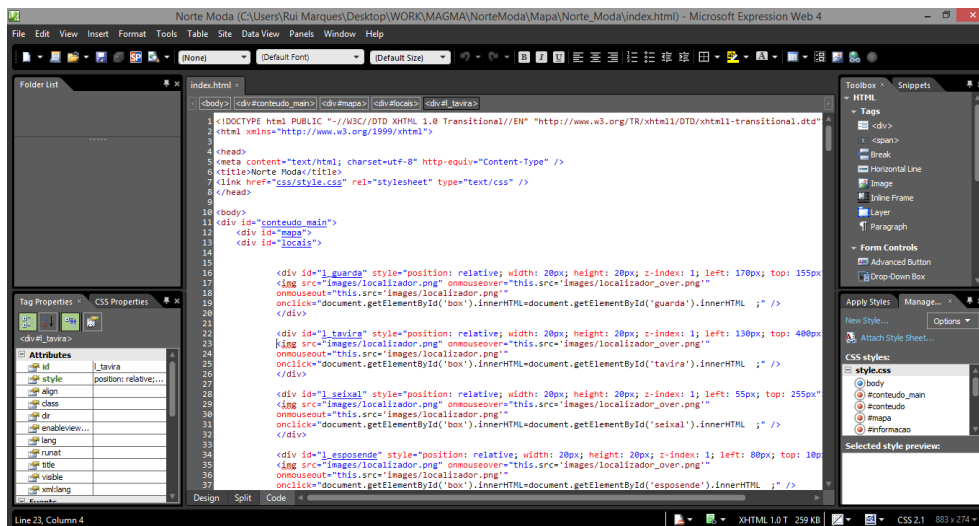 Norte Moda (C:\Users\Rui Marques\Desktop\WORK\MAGMA\NorteModa\Mapa\Norte_Moda\index.html) - Microsoft Expression Web 4
File Edit View Insert Format Tools Table Site Data View Panels Window Help
(None) (Default Font) (Default Size)
Folder List
index.html
<body> <div#conteudo_main> <div#mapa> <div#locais> <div#l_tavira>
1 <!DOCTYPE html PUBLIC "-//W3C//DTD XHTML 1.0 Transitional//EN" "http://www.w3.org/TR/xhtml1/DTD/xhtml1-transitional.dtd"
2 <html xmlns="http://www.w3.org/1999/xhtml">
3
4 <head>
5 <meta content="text/html; charset=utf-8" http-equiv="Content-Type" />
6 <title>Norte Moda</title>
7 <link href="css/style.css" rel="stylesheet" type="text/css" />
8 </head>
9
10 <body>
11 <div id="conteudo_main">
12 <div id="mapa">
13 <div id="locais">
14
15
16 <div id="l_guarda" style="position: relative; width: 20px; height: 20px; z-index: 1; left: 170px; top: 155px
17 <img src="images/localizador.png" onmouseover="this.src='images/localizador_over.png'"
18 onmouseout="this.src='images/localizador.png'"
19 onclick="document.getElementById('box').innerHTML=document.getElementById('guarda').innerHTML ;" />
20 </div>
21
22 <div id="l_tavira" style="position: relative; width: 20px; height: 20px; z-index: 1; left: 130px; top: 400px
23 <img src="images/localizador.png" onmouseover="this.src='images/localizador_over.png'"
24 onmouseout="this.src='images/localizador.png'"
25 onclick="document.getElementById('box').innerHTML=document.getElementById('tavira').innerHTML ;" />
26 </div>
27
28 <div id="l_seixal" style="position: relative; width: 20px; height: 20px; z-index: 1; left: 55px; top: 255px"
29 <img src="images/localizador.png" onmouseover="this.src='images/localizador_over.png'"
30 onmouseout="this.src='images/localizador.png'"
31 onclick="document.getElementById('box').innerHTML=document.getElementById('seixal').innerHTML ;" />
32 </div>
33
34 <div id="l_esposende" style="position: relative; width: 20px; height: 20px; z-index: 1; left: 80px; top: 10p
35 <img src="images/localizador.png" onmouseover="this.src='images/localizador_over.png'"
36 onmouseout="this.src='images/localizador.png'"
37 onclick="document.getElementById('box').innerHTML=document.getElementById('esposende').innerHTML ;" />
Design Split Code
Tag Properties CSS Properties
<div#l_tavira>
Attributes
id l_tavira
style position: relative;...
align
class
dir
enableview...
lang
runat
title
visible
xml:lang
Events
Toolbox Snippets
HTML
Tags
<div>
<span>
Break
Horizontal Line
Image
Inline Frame
Layer
Paragraph
Form Controls
Advanced Button
Drop-Down Box
Apply Styles Manage...
New Style... Options
Attach Style Sheet...
CSS styles:
style.css
body
#conteudo_main
#conteudo
#mapa
#informacao
Selected style preview:
Line 23, Column 4
XHTML 1.0 T 259 KB CSS 2.1 883 x 274